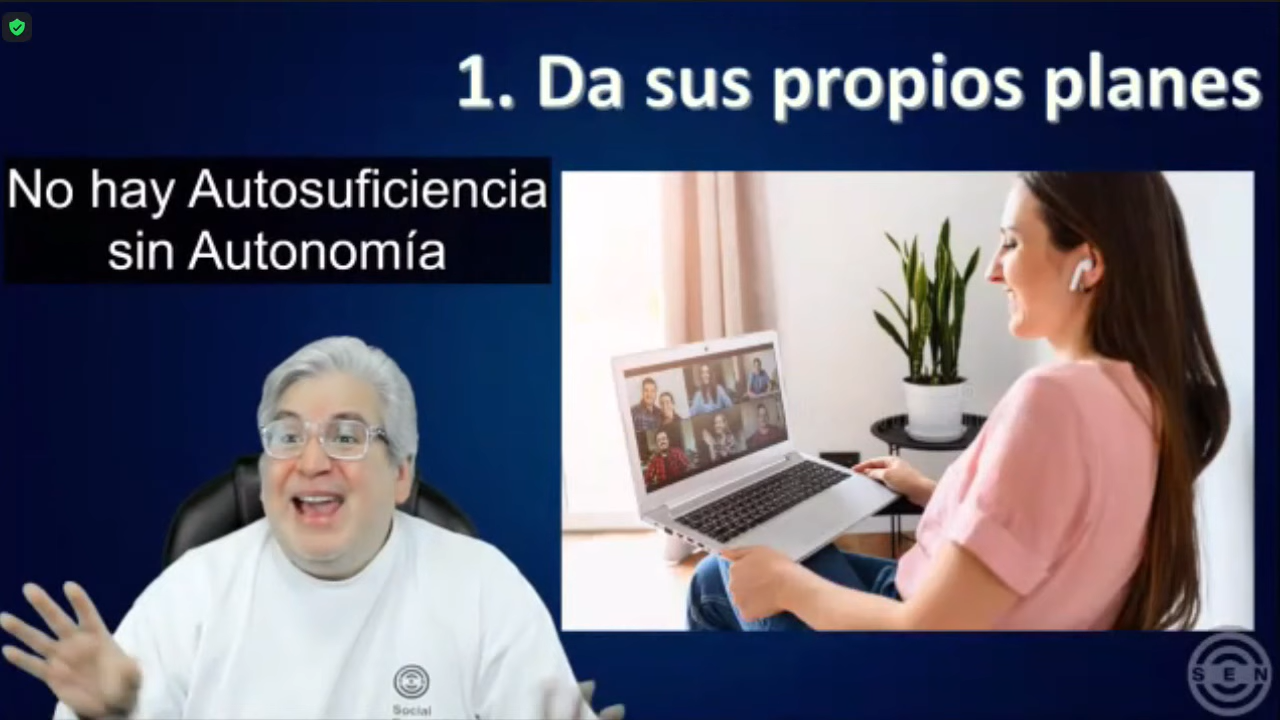 1. Da sus propios planes
No hay Autosuficiencia
sin Autonomía
Social
S E N